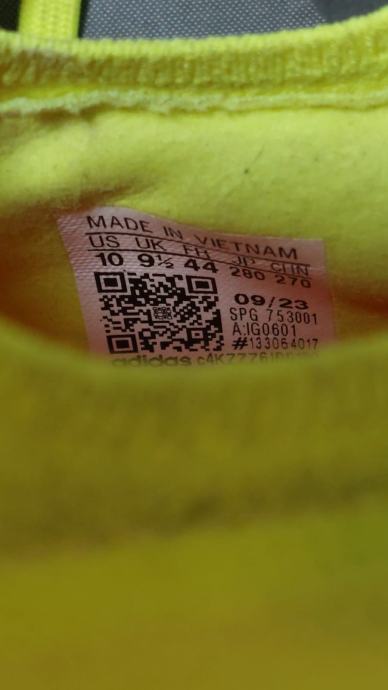 MADE IN VIETNAM
US UK FR JP CHN
10 9½ 44 280 270
09/23
SPG 753001
A:IG0601
#133064017
adidas